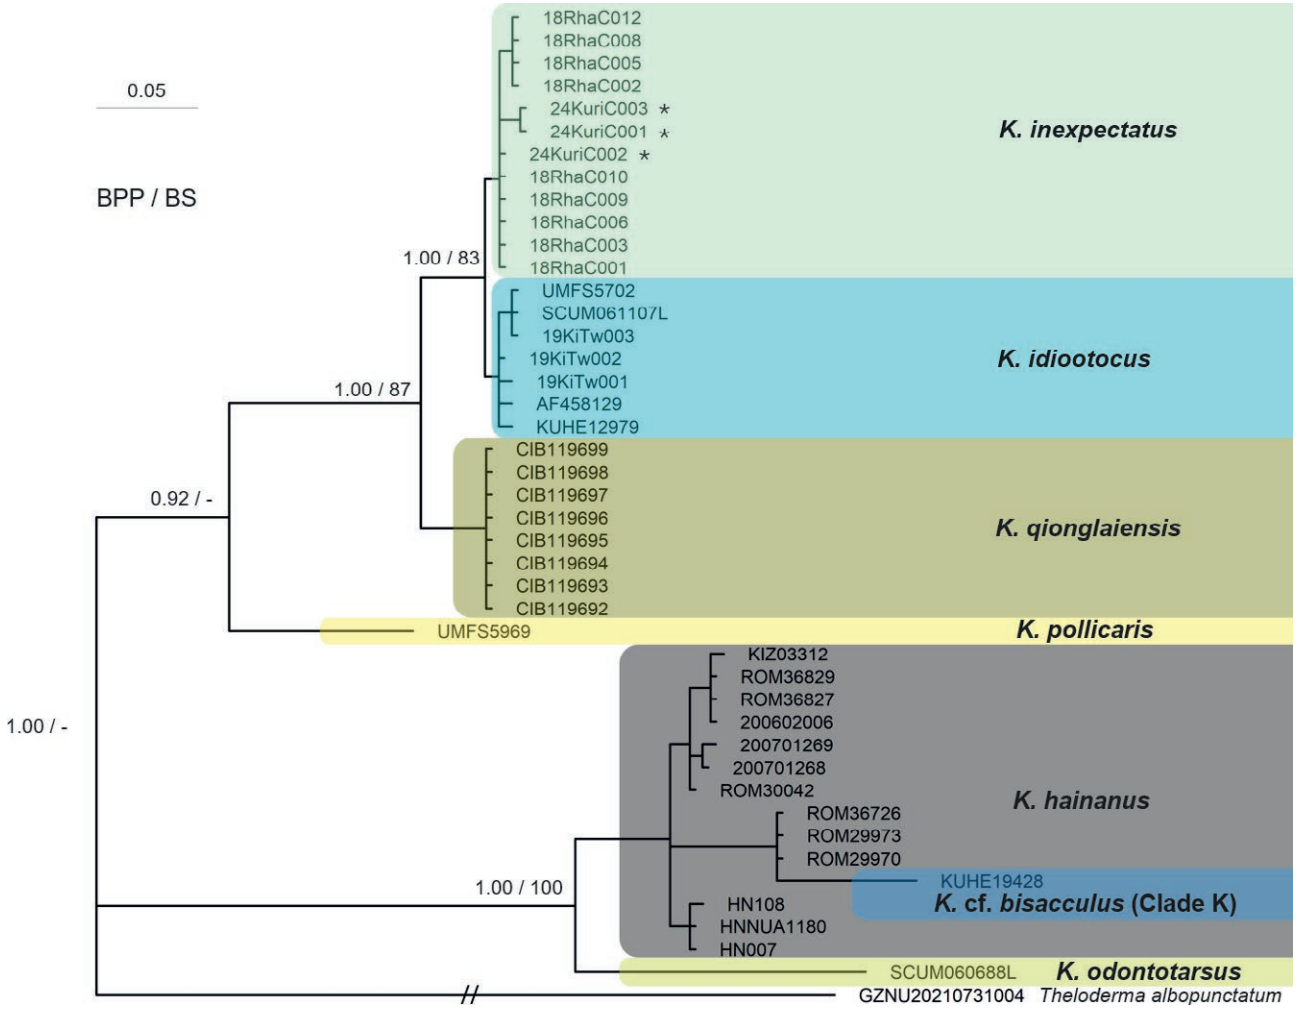 18RhaC012
18RhaC008
18RhaC005
18RhaC002
0.05
24KuriC003 *
24KuriC001 *
K. inexpectatus
24KuriC002 *
18RhaC010
BPP / BS
18RhaC009
18RhaC006
18RhaC003
1.00 / 83
18RhaC001
UMFS5702
SCUM061107L
19KiTw003
19KiTw002
K. idiootocus
19KiTw001
1.00 / 87
AF458129
KUHE12979
CIB119699
CIB119698
CIB119697
0.92 / -
CIB119696
K. qionglaiensis
CIB119695
CIB119694
CIB119693
CIB119692
UMFS5969
K. pollicaris
KIZ03312
ROM36829
ROM36827
200602006
1.00 / -
200701269
200701268
ROM30042
K. hainanus
ROM36726
ROM29973
ROM29970
KUHE19428
1.00 / 100
HN108
K. cf. bisacculus (Clade K)
HNNUA1180
HN007
SCUM060688L
K. odontotarsus
GZNU20210731004 Theloderma albopunctatum